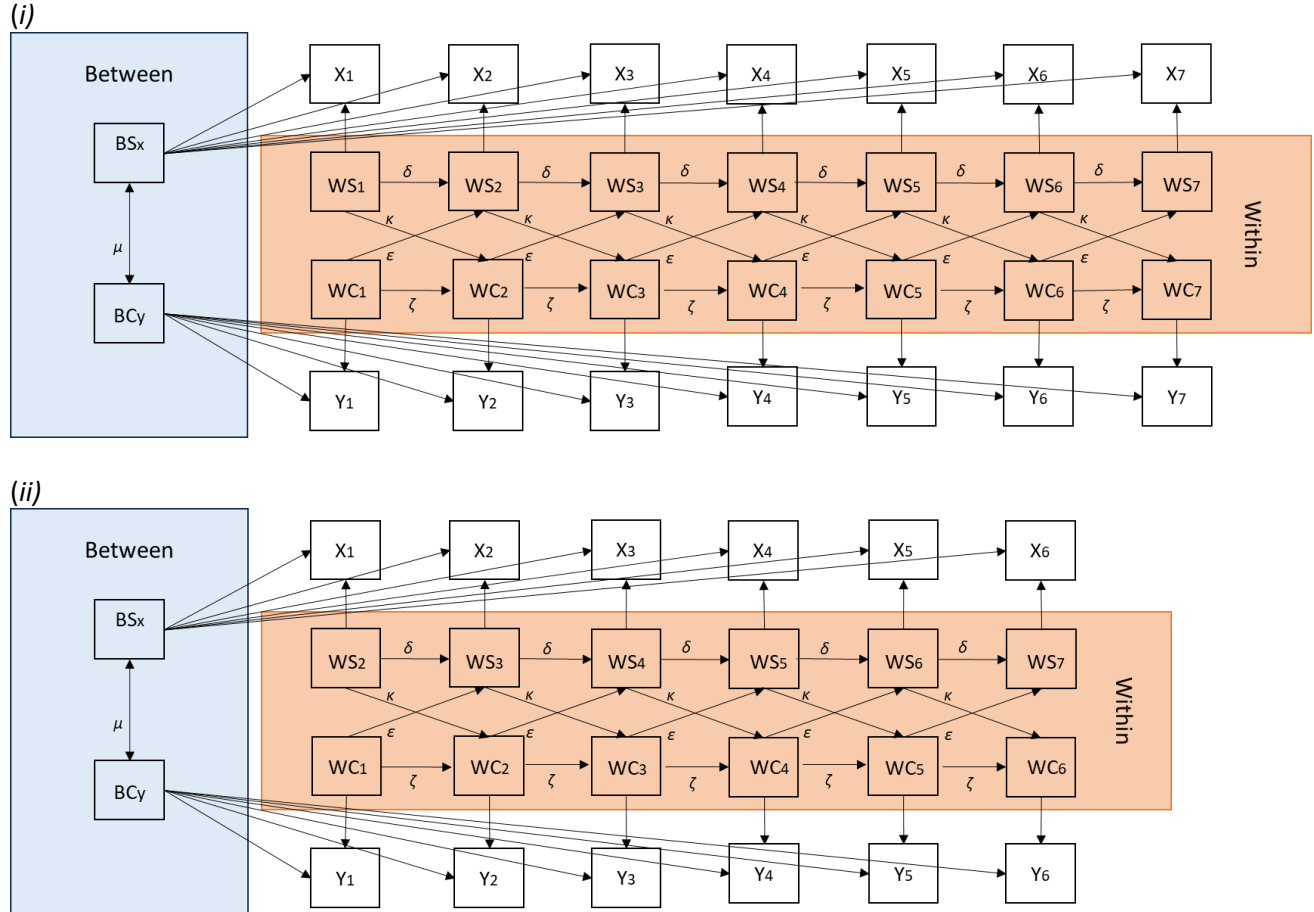 (i)
Between
X1 X2 X3 X4 X5 X6 X7
BSx
WS1 δ WS2 δ WS3 δ WS4 δ WS5 δ WS6 δ WS7
Within
κ κ κ κ κ κ
μ
ε ε ε ε ε ε
BCy
WC1 ζ WC2 ζ WC3 ζ WC4 ζ WC5 ζ WC6 ζ WC7
Y1 Y2 Y3 Y4 Y5 Y6 Y7
(ii)
Between
X1 X2 X3 X4 X5 X6
BSx
WS2 δ WS3 δ WS4 δ WS5 δ WS6 δ WS7
Within
κ κ κ κ κ
μ
ε ε ε ε ε
BCy
WC1 ζ WC2 ζ WC3 ζ WC4 ζ WC5 ζ WC6
Y1 Y2 Y3 Y4 Y5 Y6